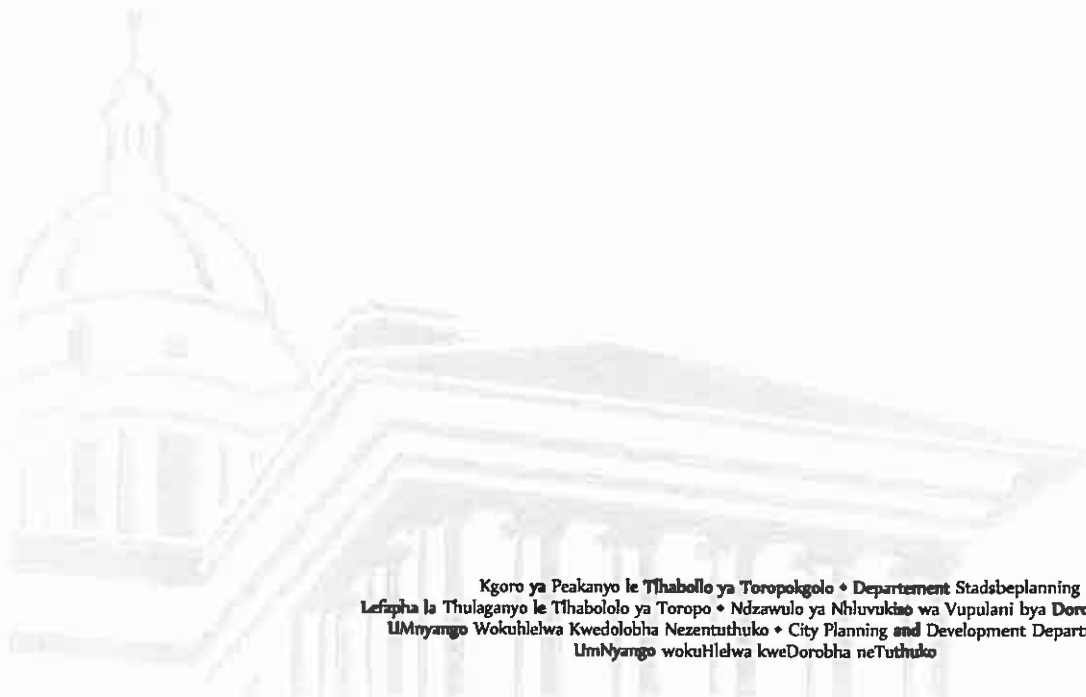 Kgoro ya Peakanyo le Tlhabollo ya Toropokgolo • Departement Stadsbeplanning
Lefapha la Thulaganyo le Tlhabololo ya Toropo • Ndzawulo ya Nhluvukiso wa Vupulani bya
UMnyango Wokuhlelwa Kwedolobha Nezentuthuko • City Planning and Development
UmNyango wokuHlelwa kweDorobha neTuthuko